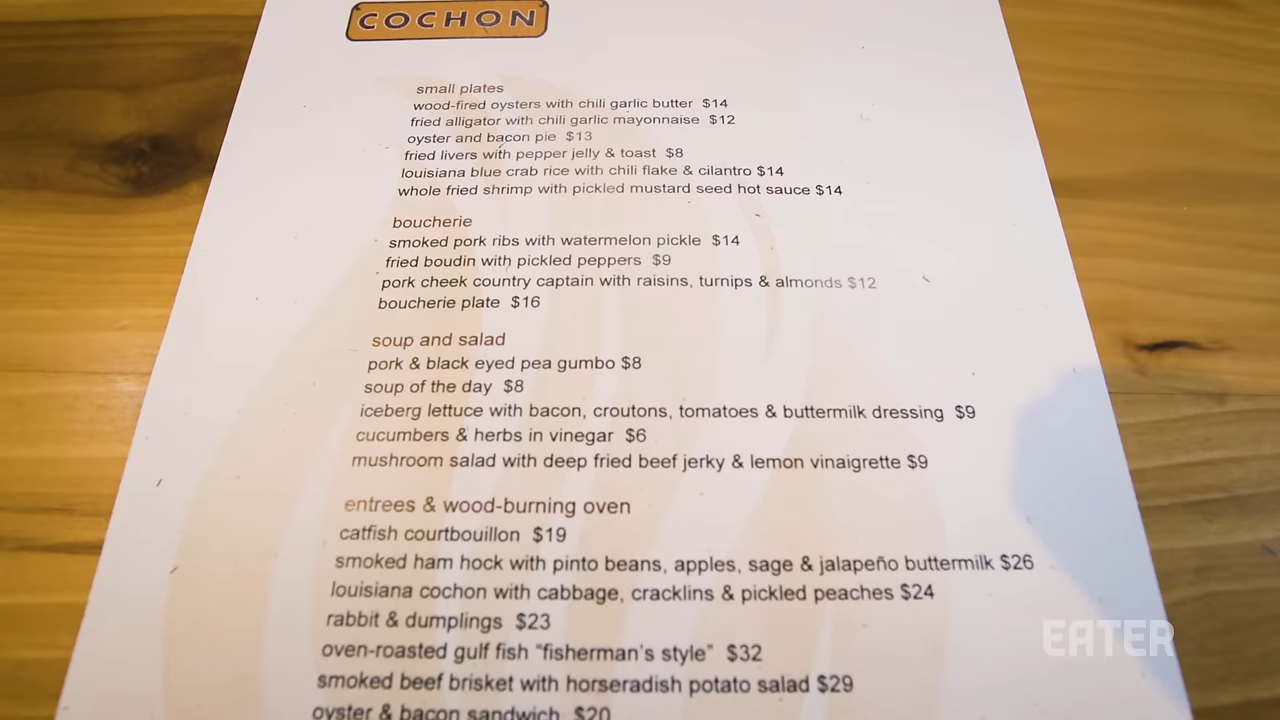 COCHON
small plates
wood-fired oysters with chili garlic butter $14
fried alligator with chili garlic mayonnaise $12
oyster and bacon pie $13
fried livers with pepper jelly & toast $8
louisiana blue crab rice with chili flake & cilantro $14
whole fried shrimp with pickled mustard seed hot sauce $14
boucherie
smoked pork ribs with watermelon pickle $14
fried boudin with pickled peppers $9
pork cheek country captain with raisins, turnips & almonds $12
boucherie plate $16
soup and salad
pork & black eyed pea gumbo $8
soup of the day $8
iceberg lettuce with bacon, croutons, tomatoes & buttermilk dressing $9
cucumbers & herbs in vinegar $6
mushroom salad with deep fried beef jerky & lemon vinaigrette $9
entrees & wood-burning oven
catfish courtbouillon $19
smoked ham hock with pinto beans, apples, sage & jalapeño buttermilk $26
louisiana cochon with cabbage, cracklins & pickled peaches $24
rabbit & dumplings $23
oven-roasted gulf fish “fisherman’s style” $32
smoked beef brisket with horseradish potato salad $29
oyster & bacon sandwich $20
EATER